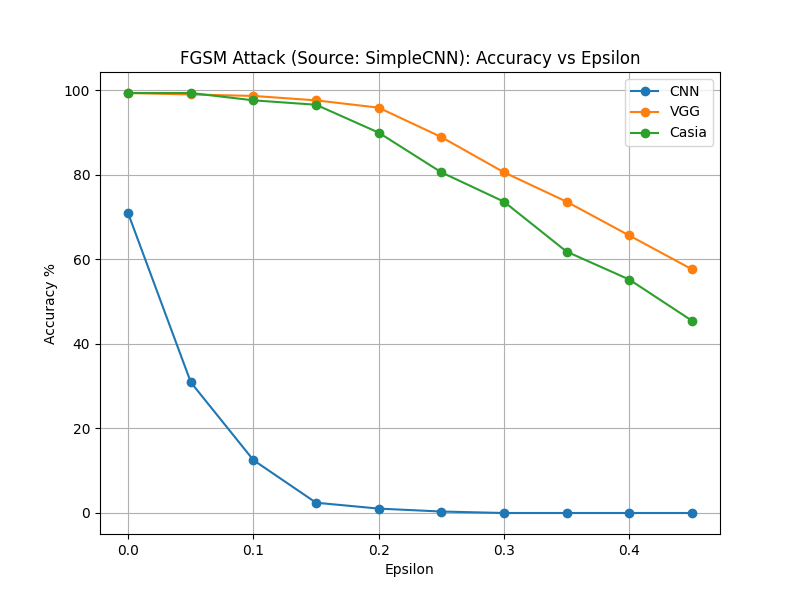 FGSM Attack (Source: SimpleCNN): Accuracy vs Epsilon
CNN
VGG
Casia
100
80
60
40
20
0
Accuracy %
0.0 0.1 0.2 0.3 0.4
Epsilon